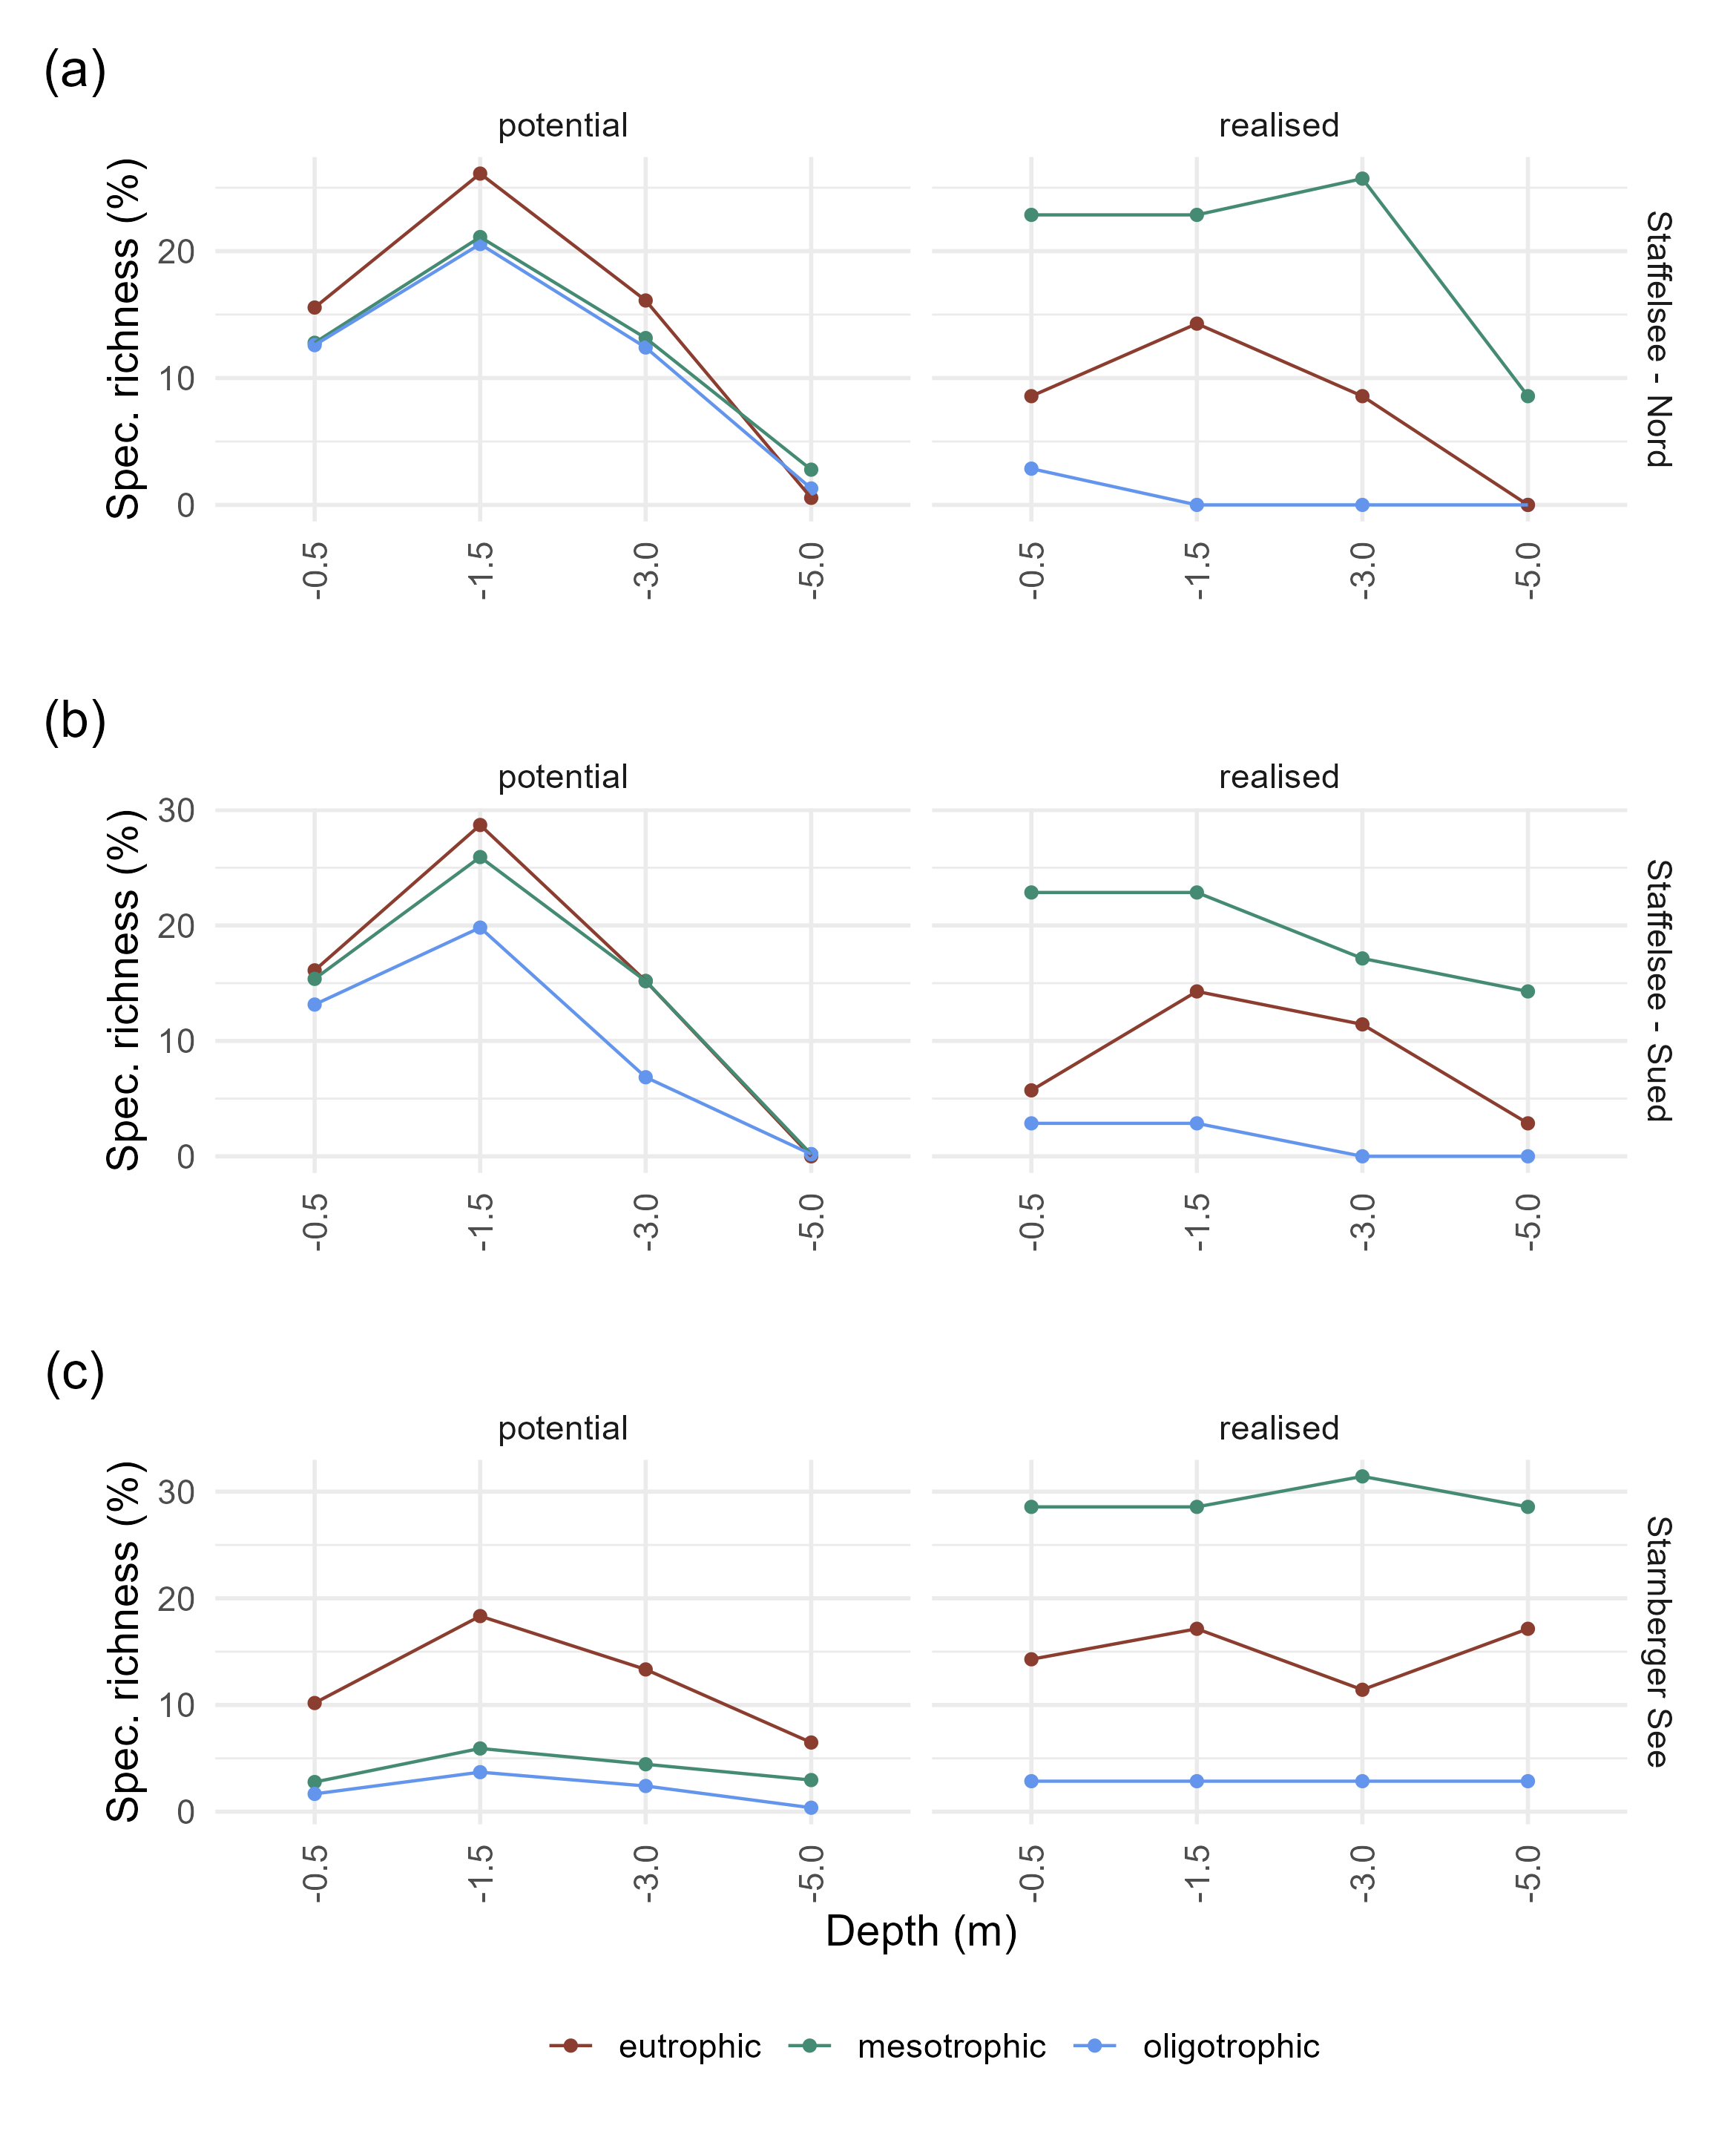 (a)
potential
realised
Spec. richness (%)
20
10
0
Staffelsee - Nord
-0.5
-1.5
-3.0
-5.0
-0.5
-1.5
-3.0
-5.0
(b)
potential
realised
Spec. richness (%)
30
20
10
0
Staffelsee - Sued
-0.5
-1.5
-3.0
-5.0
-0.5
-1.5
-3.0
-5.0
(c)
potential
realised
Spec. richness (%)
30
20
10
0
Starnberger See
-0.5
-1.5
-3.0
-5.0
-0.5
-1.5
-3.0
-5.0
Depth (m)
eutrophic mesotrophic oligotrophic